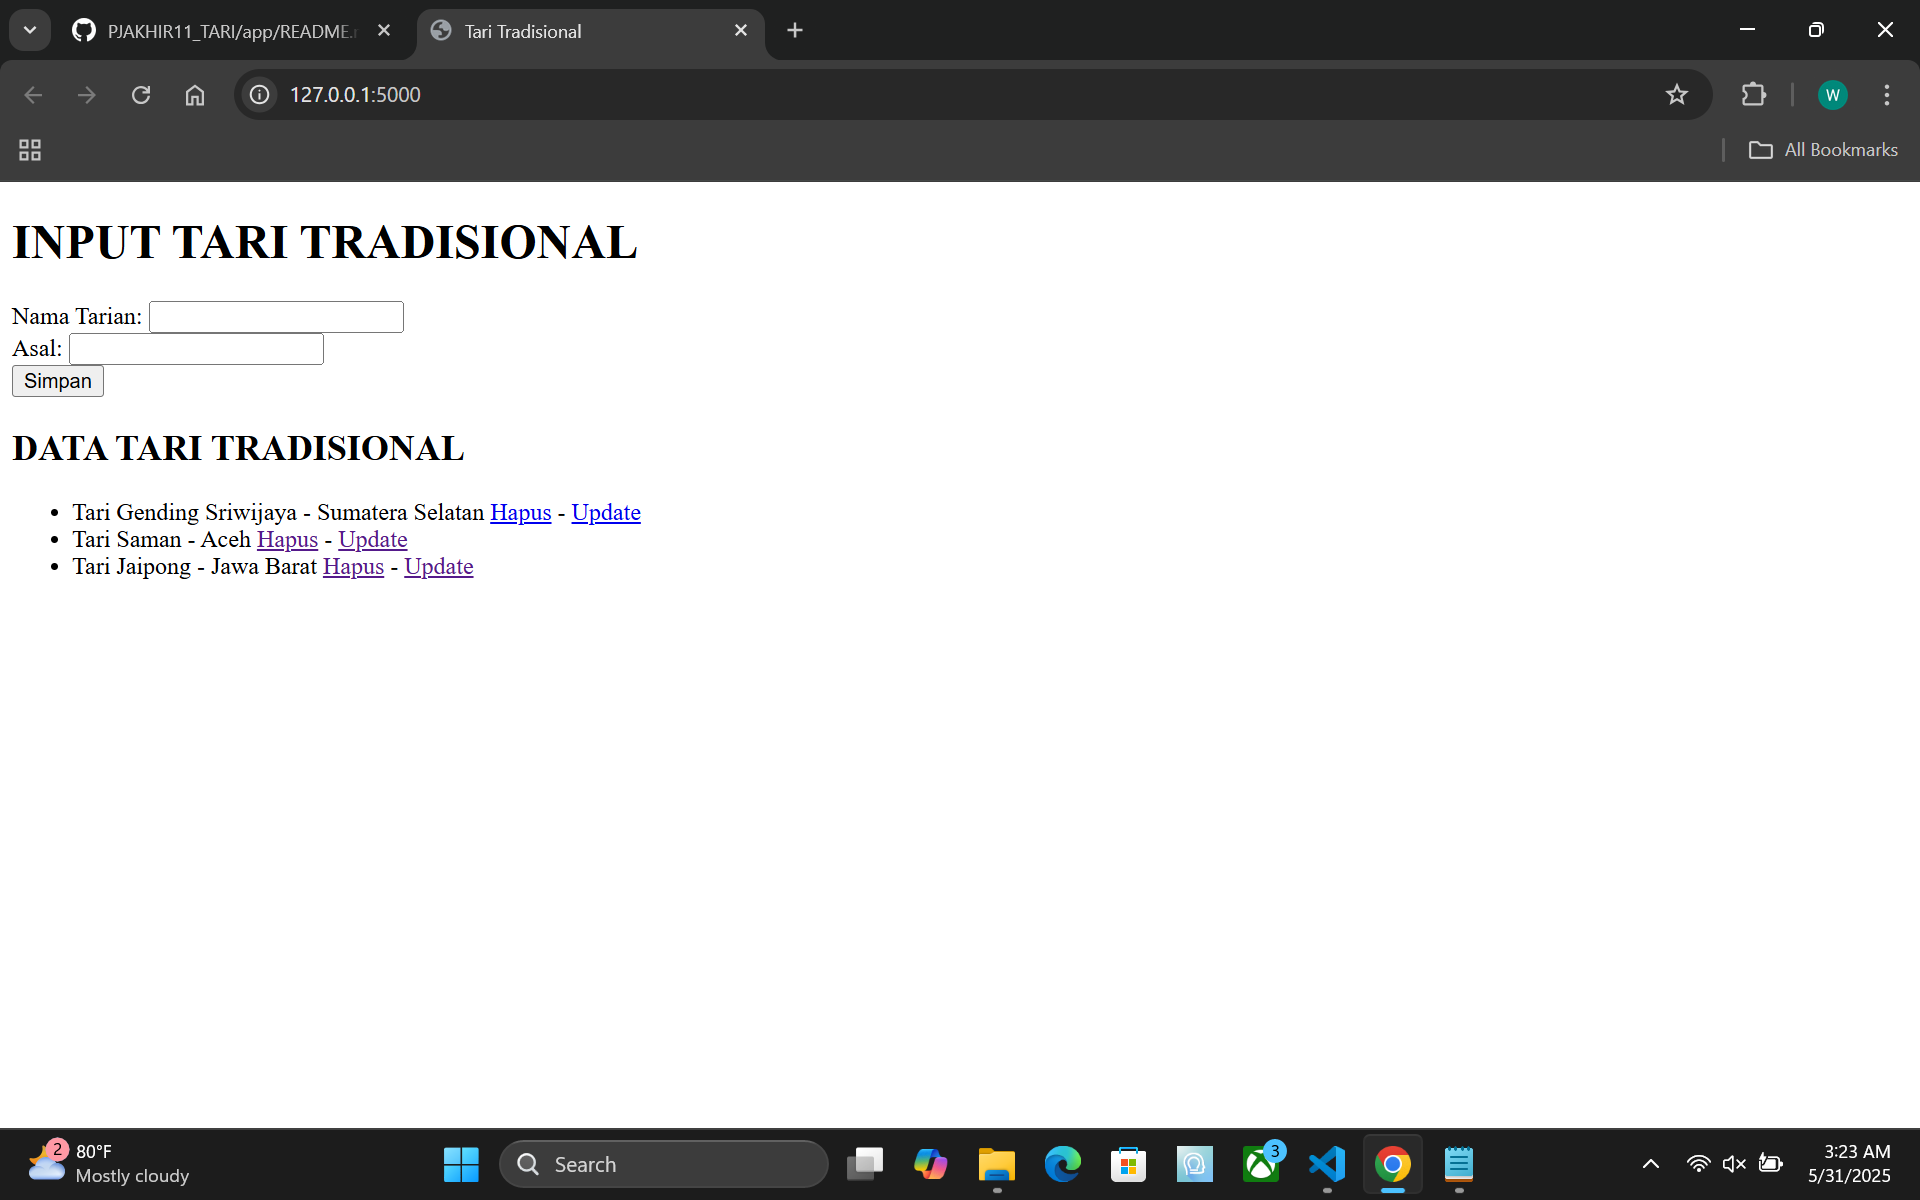 PJAKHIR11_TARI/app/README.
Tari Tradisional
127.0.0.1:5000
W
All Bookmarks
INPUT TARI TRADISIONAL
Nama Tarian:
Asal:
Simpan
DATA TARI TRADISIONAL
Tari Gending Sriwijaya - Sumatera Selatan Hapus - Update
Tari Saman - Aceh Hapus - Update
Tari Jaipong - Jawa Barat Hapus - Update
2
80°F
Mostly cloudy
Search
3
3:23 AM
5/31/2025